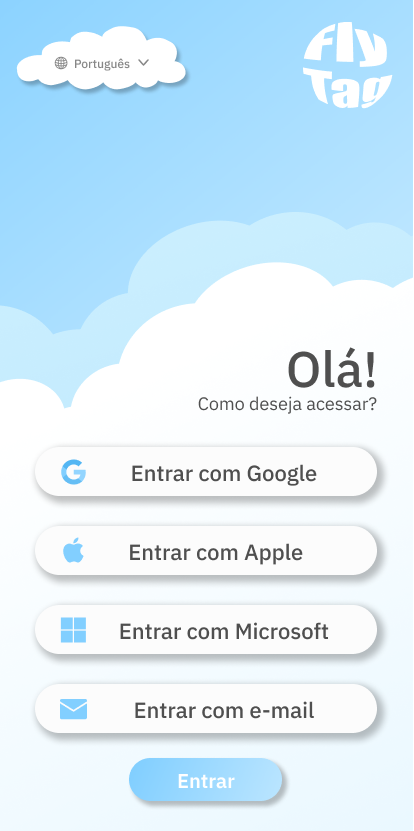 Português
Fly
Tag
Olá!
Como deseja acessar?
Entrar com Google
Entrar com Apple
Entrar com Microsoft
Entrar com e-mail
Entrar